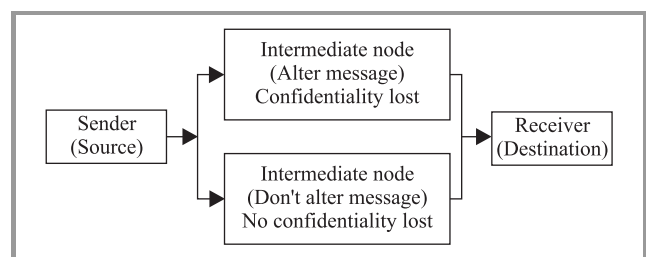 Sender
(Source)
Intermediate node
(Alter message)
Confidentiality lost
Intermediate node
(Don't alter message)
No confidentiality lost
Receiver
(Destination)